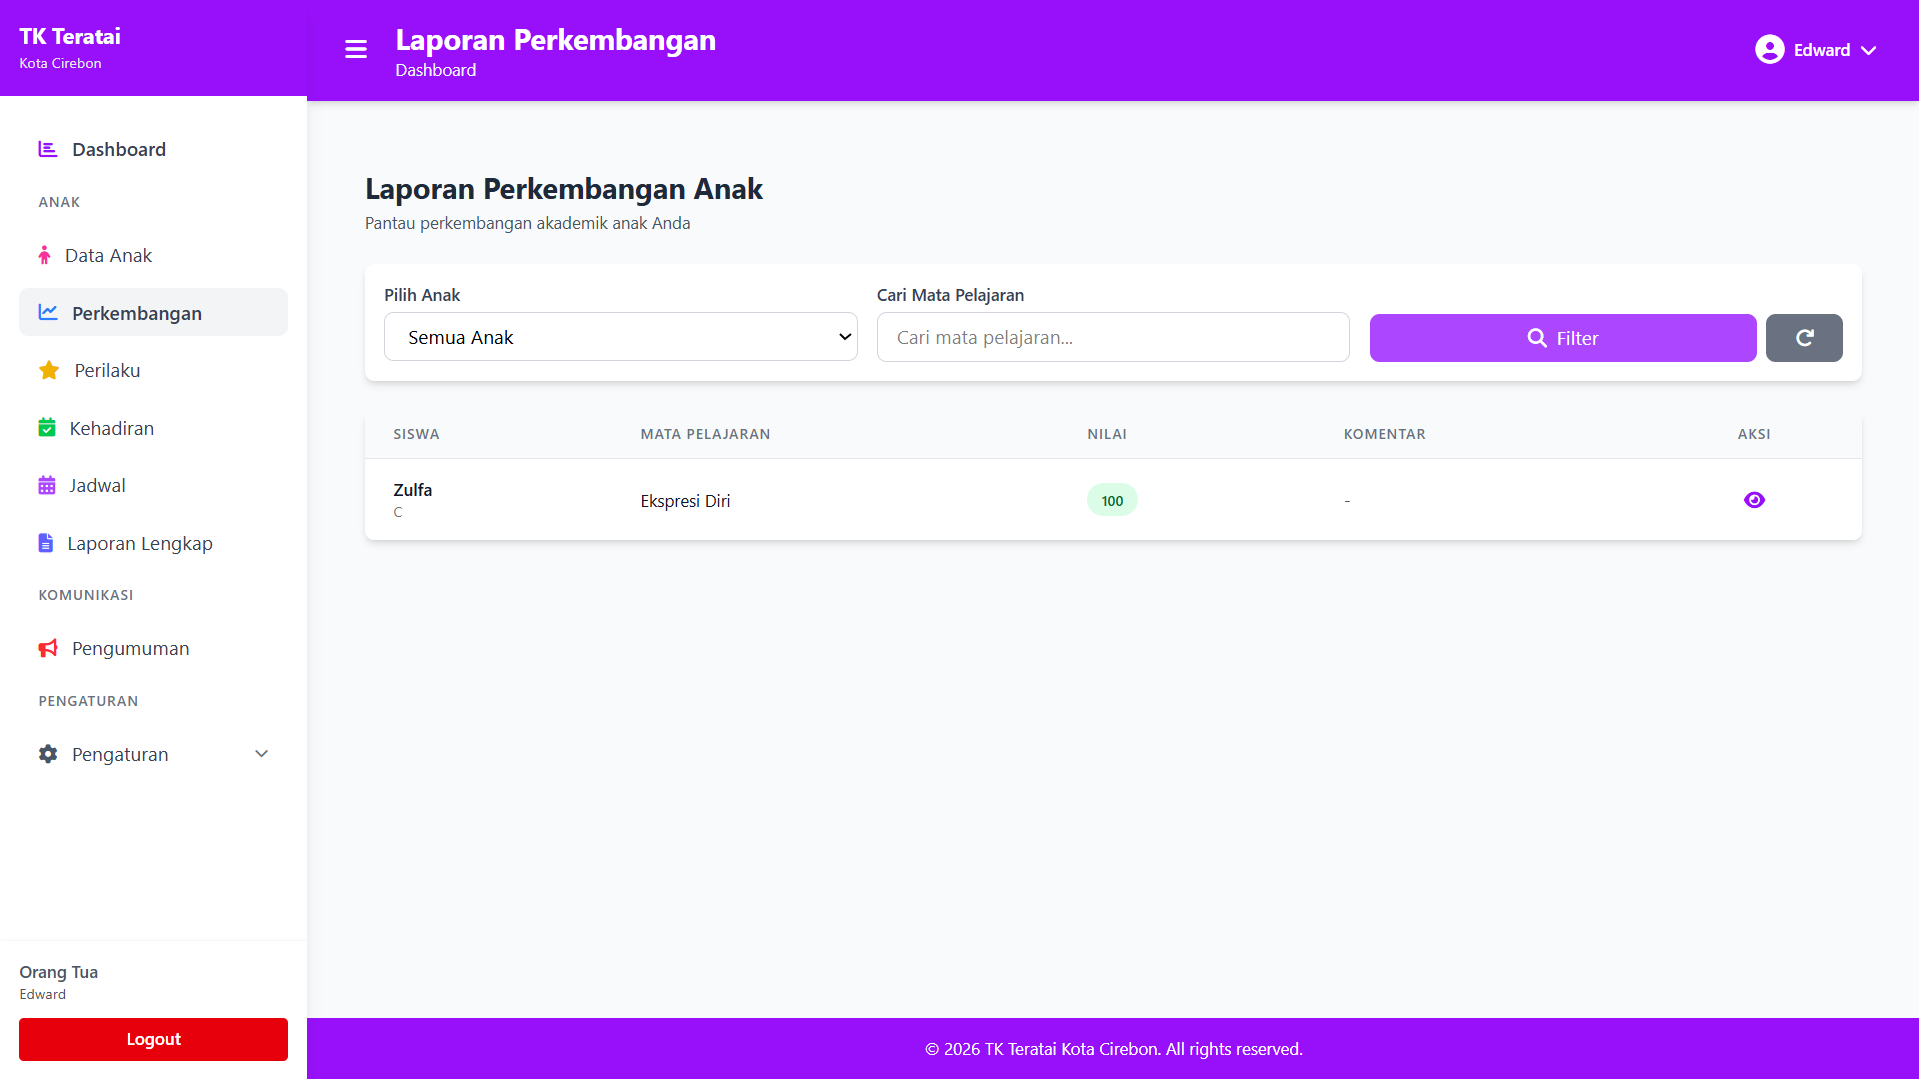 TK Teratai
Kota Cirebon
Dashboard
ANAK
Data Anak
Perkembangan
Perilaku
Kehadiran
Jadwal
Laporan Lengkap
KOMUNIKASI
Pengumuman
PENGATURAN
Pengaturan
Orang Tua
Edward
Logout
Laporan Perkembangan
Dashboard
Edward
Laporan Perkembangan Anak
Pantau perkembangan akademik anak Anda
Pilih Anak
Semua Anak
Cari Mata Pelajaran
Cari mata pelajaran...
Filter
SISWA MATA PELAJARAN NILAI KOMENTAR AKSI
Zulfa
C
Ekspresi Diri 100 -
© 2026 TK Teratai Kota Cirebon. All rights reserved.